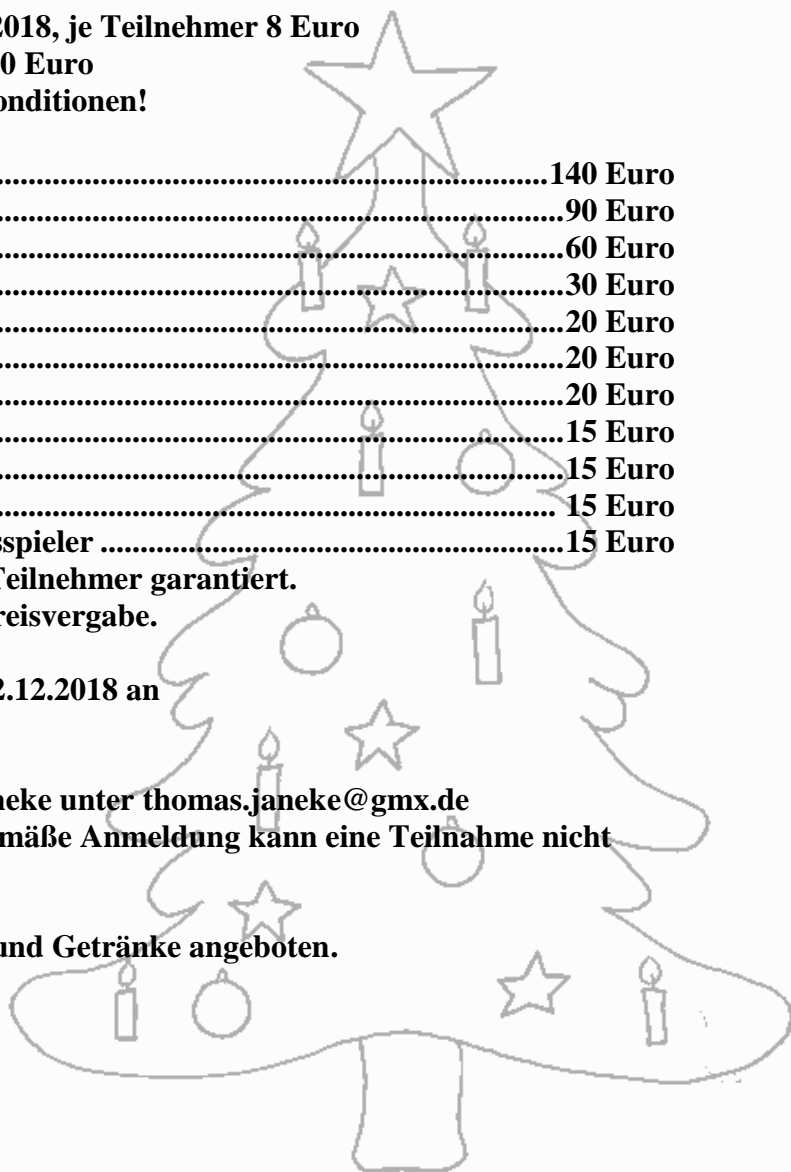 2018, je Teilnehmer 8 Euro
0 Euro
onditionen!
....................................................................140 Euro
......................................................................90 Euro
......................................................................60 Euro
......................................................................30 Euro
......................................................................20 Euro
......................................................................20 Euro
......................................................................20 Euro
......................................................................15 Euro
......................................................................15 Euro
..................................................................... 15 Euro
sspieler .........................................................15 Euro
Teilnehmer garantiert.
reisvergabe.
2.12.2018 an
neke unter thomas.janeke@gmx.de
mäße Anmeldung kann eine Teilnahme nicht
und Getränke angeboten.